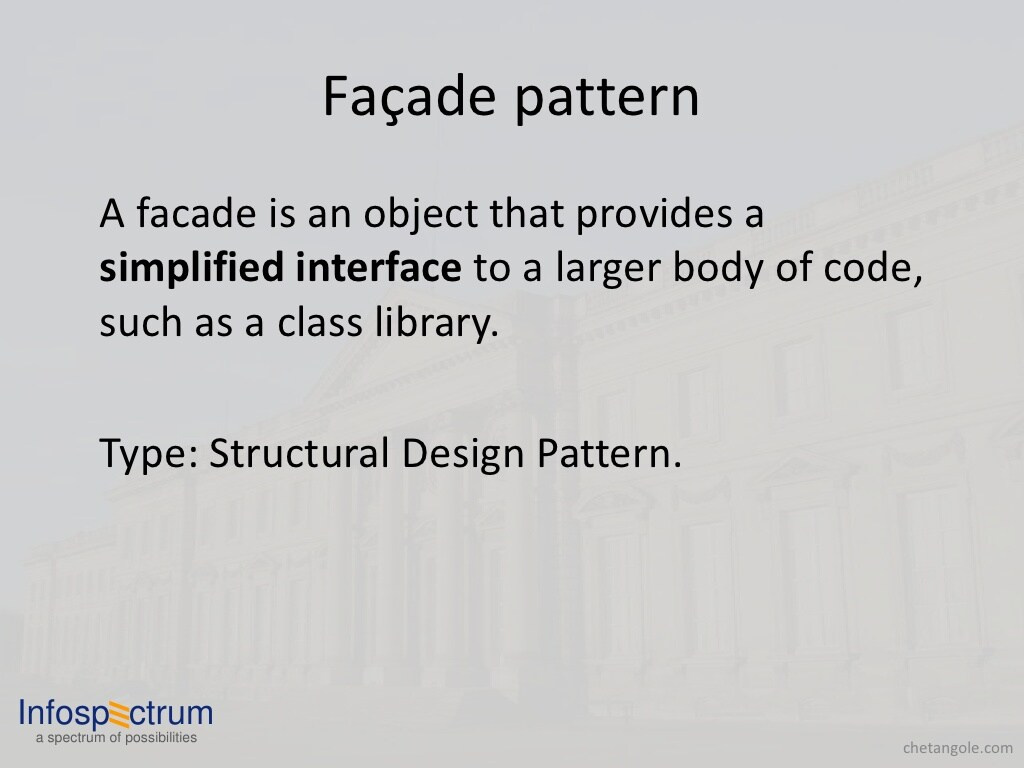 Façade pattern
A facade is an object that provides a
simplified interface to a larger body of code,
such as a class library.
Type: Structural Design Pattern.
Infospectrum
a spectrum of possibilities
chetangole.com